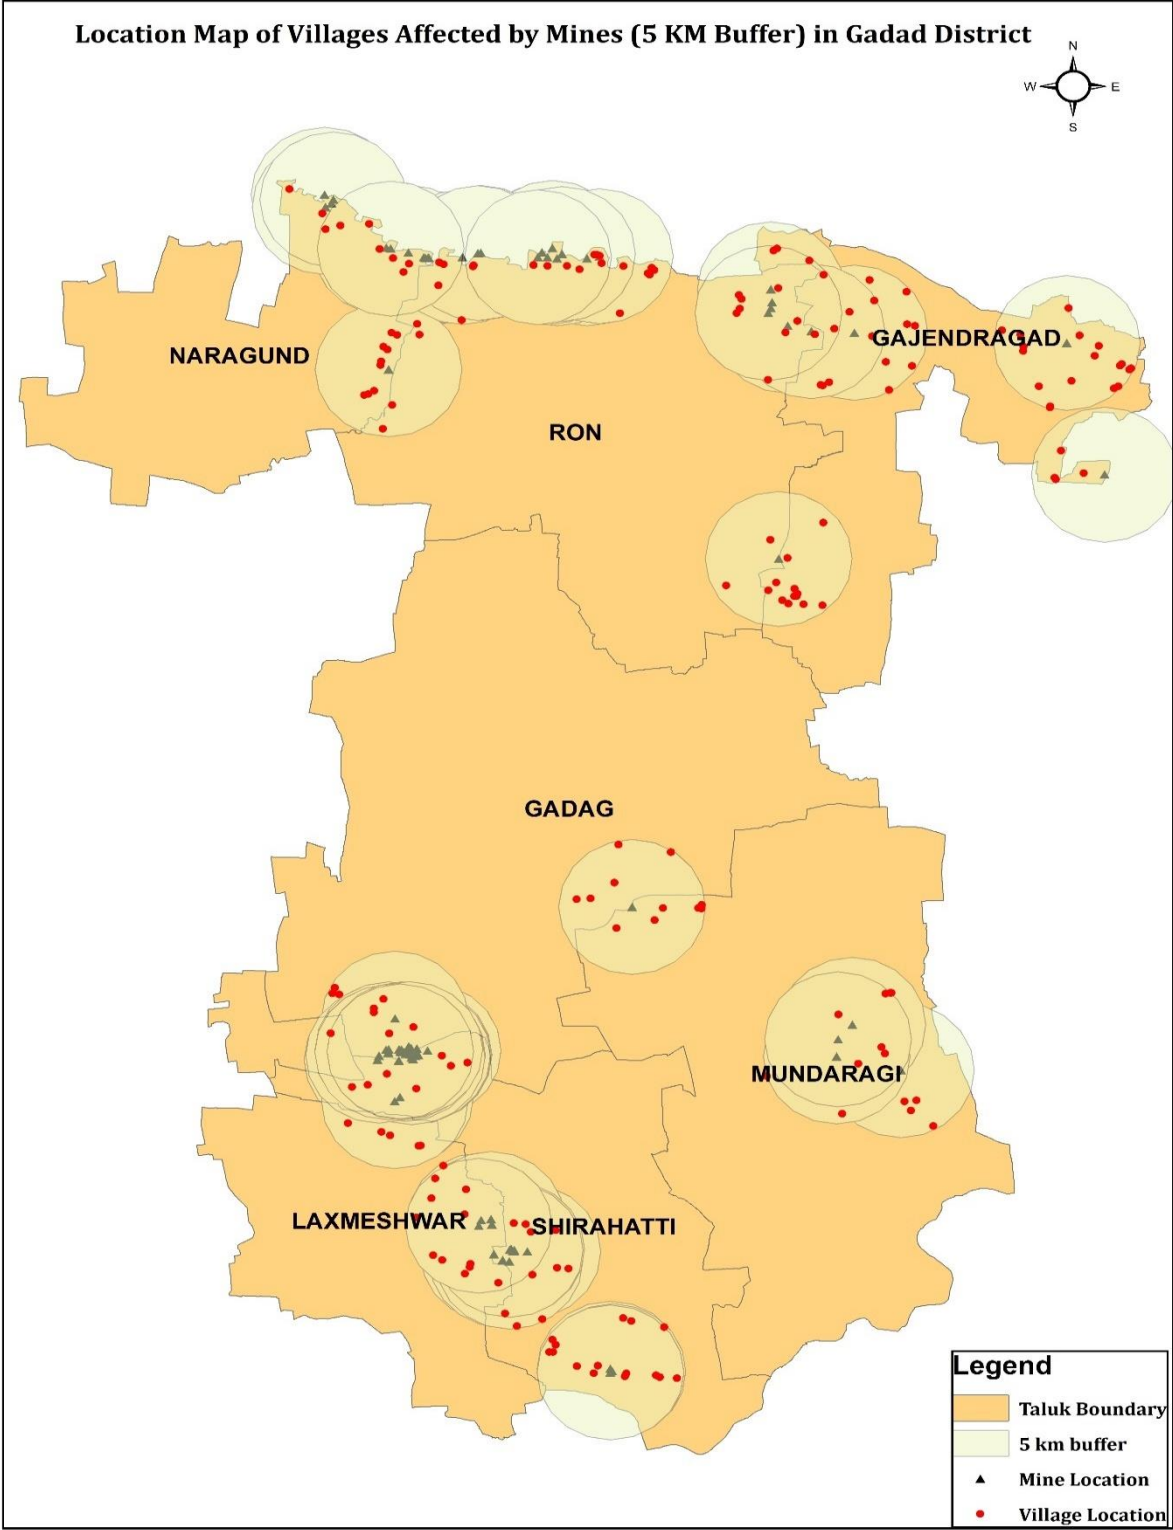 Location Map of Villages Affected by Mines (5 KM Buffer) in Gadad District
N
W E
S
GAJENDRAGAD
NARAGUND
RON
GADAG
MUNDARAGI
LAXMESHWAR
SHIRAHATTI
Legend
Taluk Boundary
5 km buffer
Mine Location
Village Location